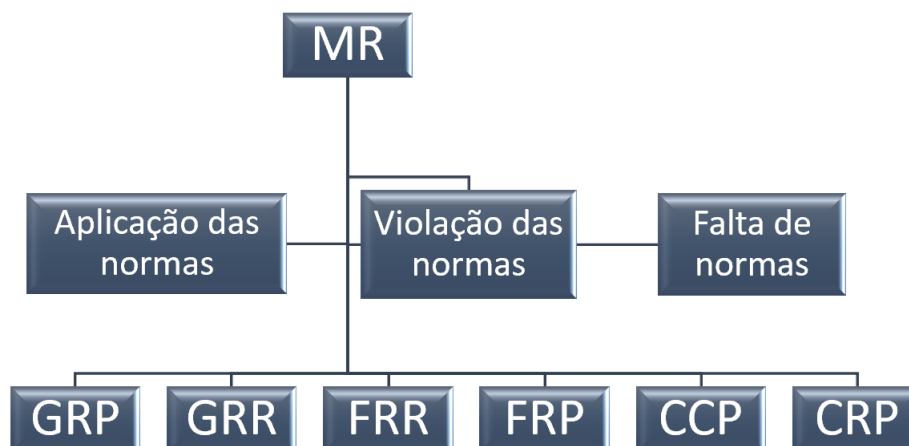 MR
Aplicação das
normas
Violação das
normas
Falta de
normas
GRP
GRR
FRR
FRP
CCP
CRP